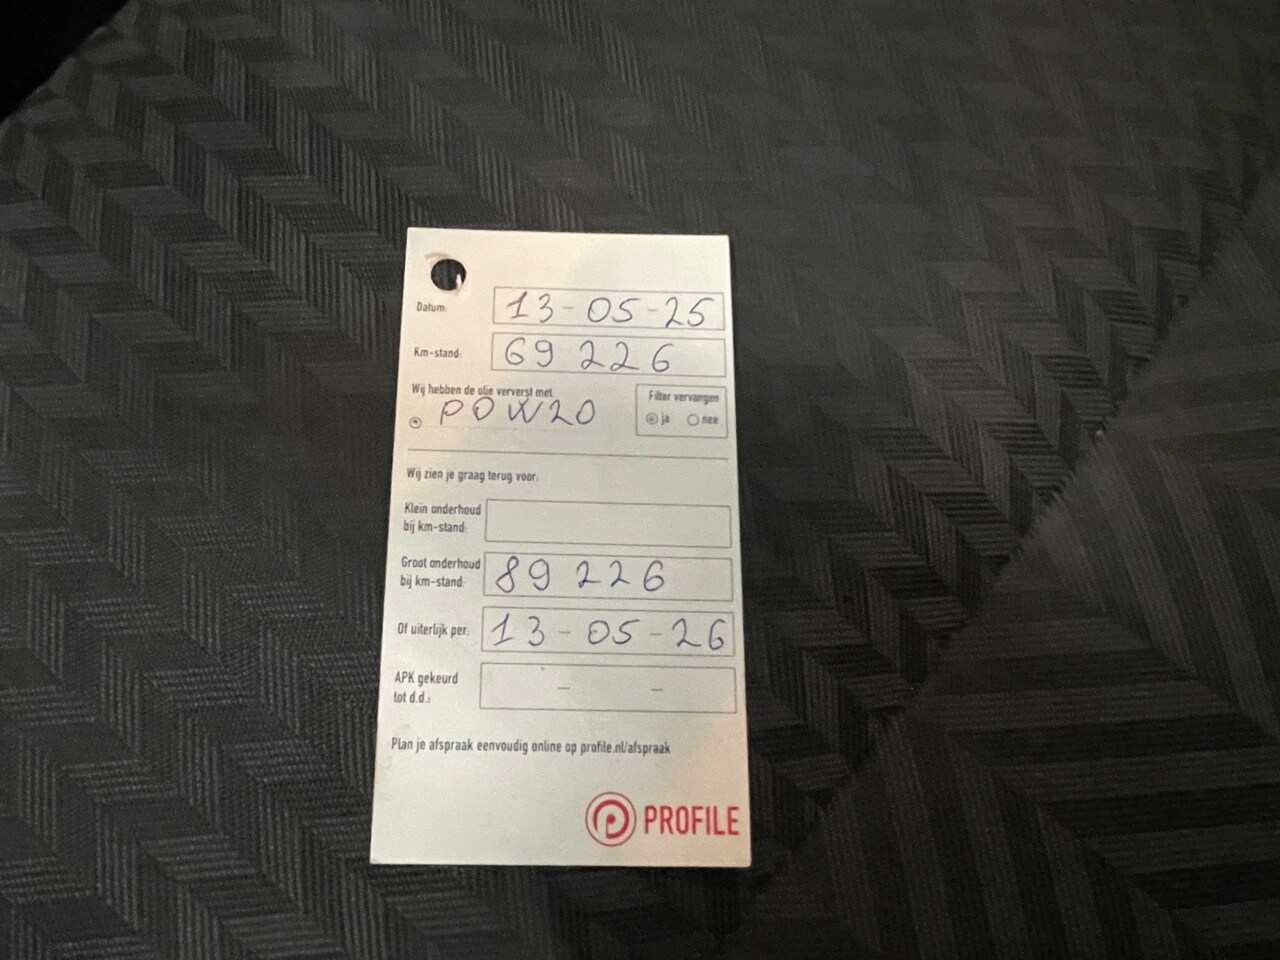 Datum: 13-05-25
Km-stand: 69 226
Wij hebben de olie ververst met:
POW20
Filter vervangen
ja nee
Wij zien je graag terug voor:
Klein onderhoud
bij km-stand:
Groot onderhoud
bij km-stand: 89 226
Of uiterlijk per: 13-05-26
APK gekeurd
tot d.d.: - -
Plan je afspraak eenvoudig online op profile.nl/afspraak
PROFILE